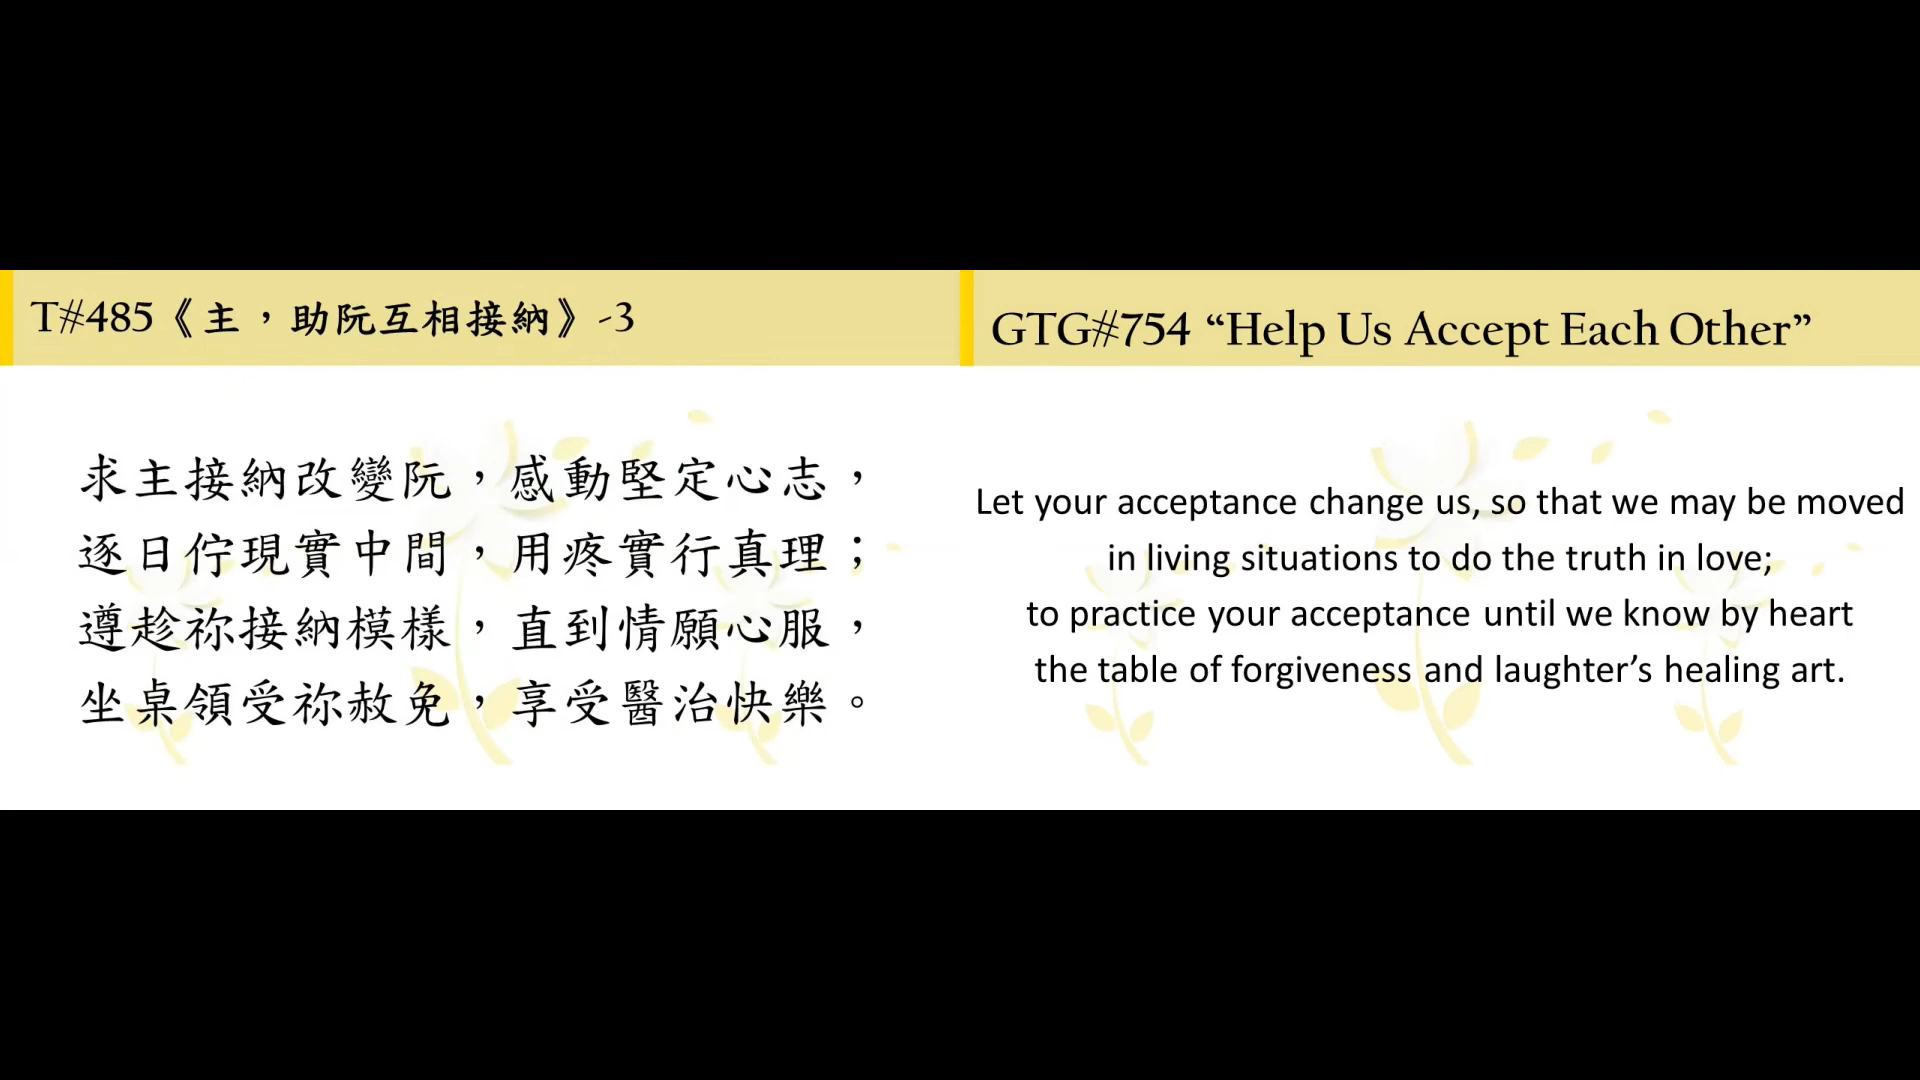 T#485《主，助阮互相接納》-3
求主接納改變阮，感動堅定心志，
逐日佇現實中間，用疼實行真理；
遵趁祢接納模樣，直到情願心服，
坐桌領受祢赦免，享受醫治快樂。
GTG#754 “Help Us Accept Each Other”
Let your acceptance change us, so that we may be moved
in living situations to do the truth in love;
to practice your acceptance until we know by heart
the table of forgiveness and laughter’s healing art.